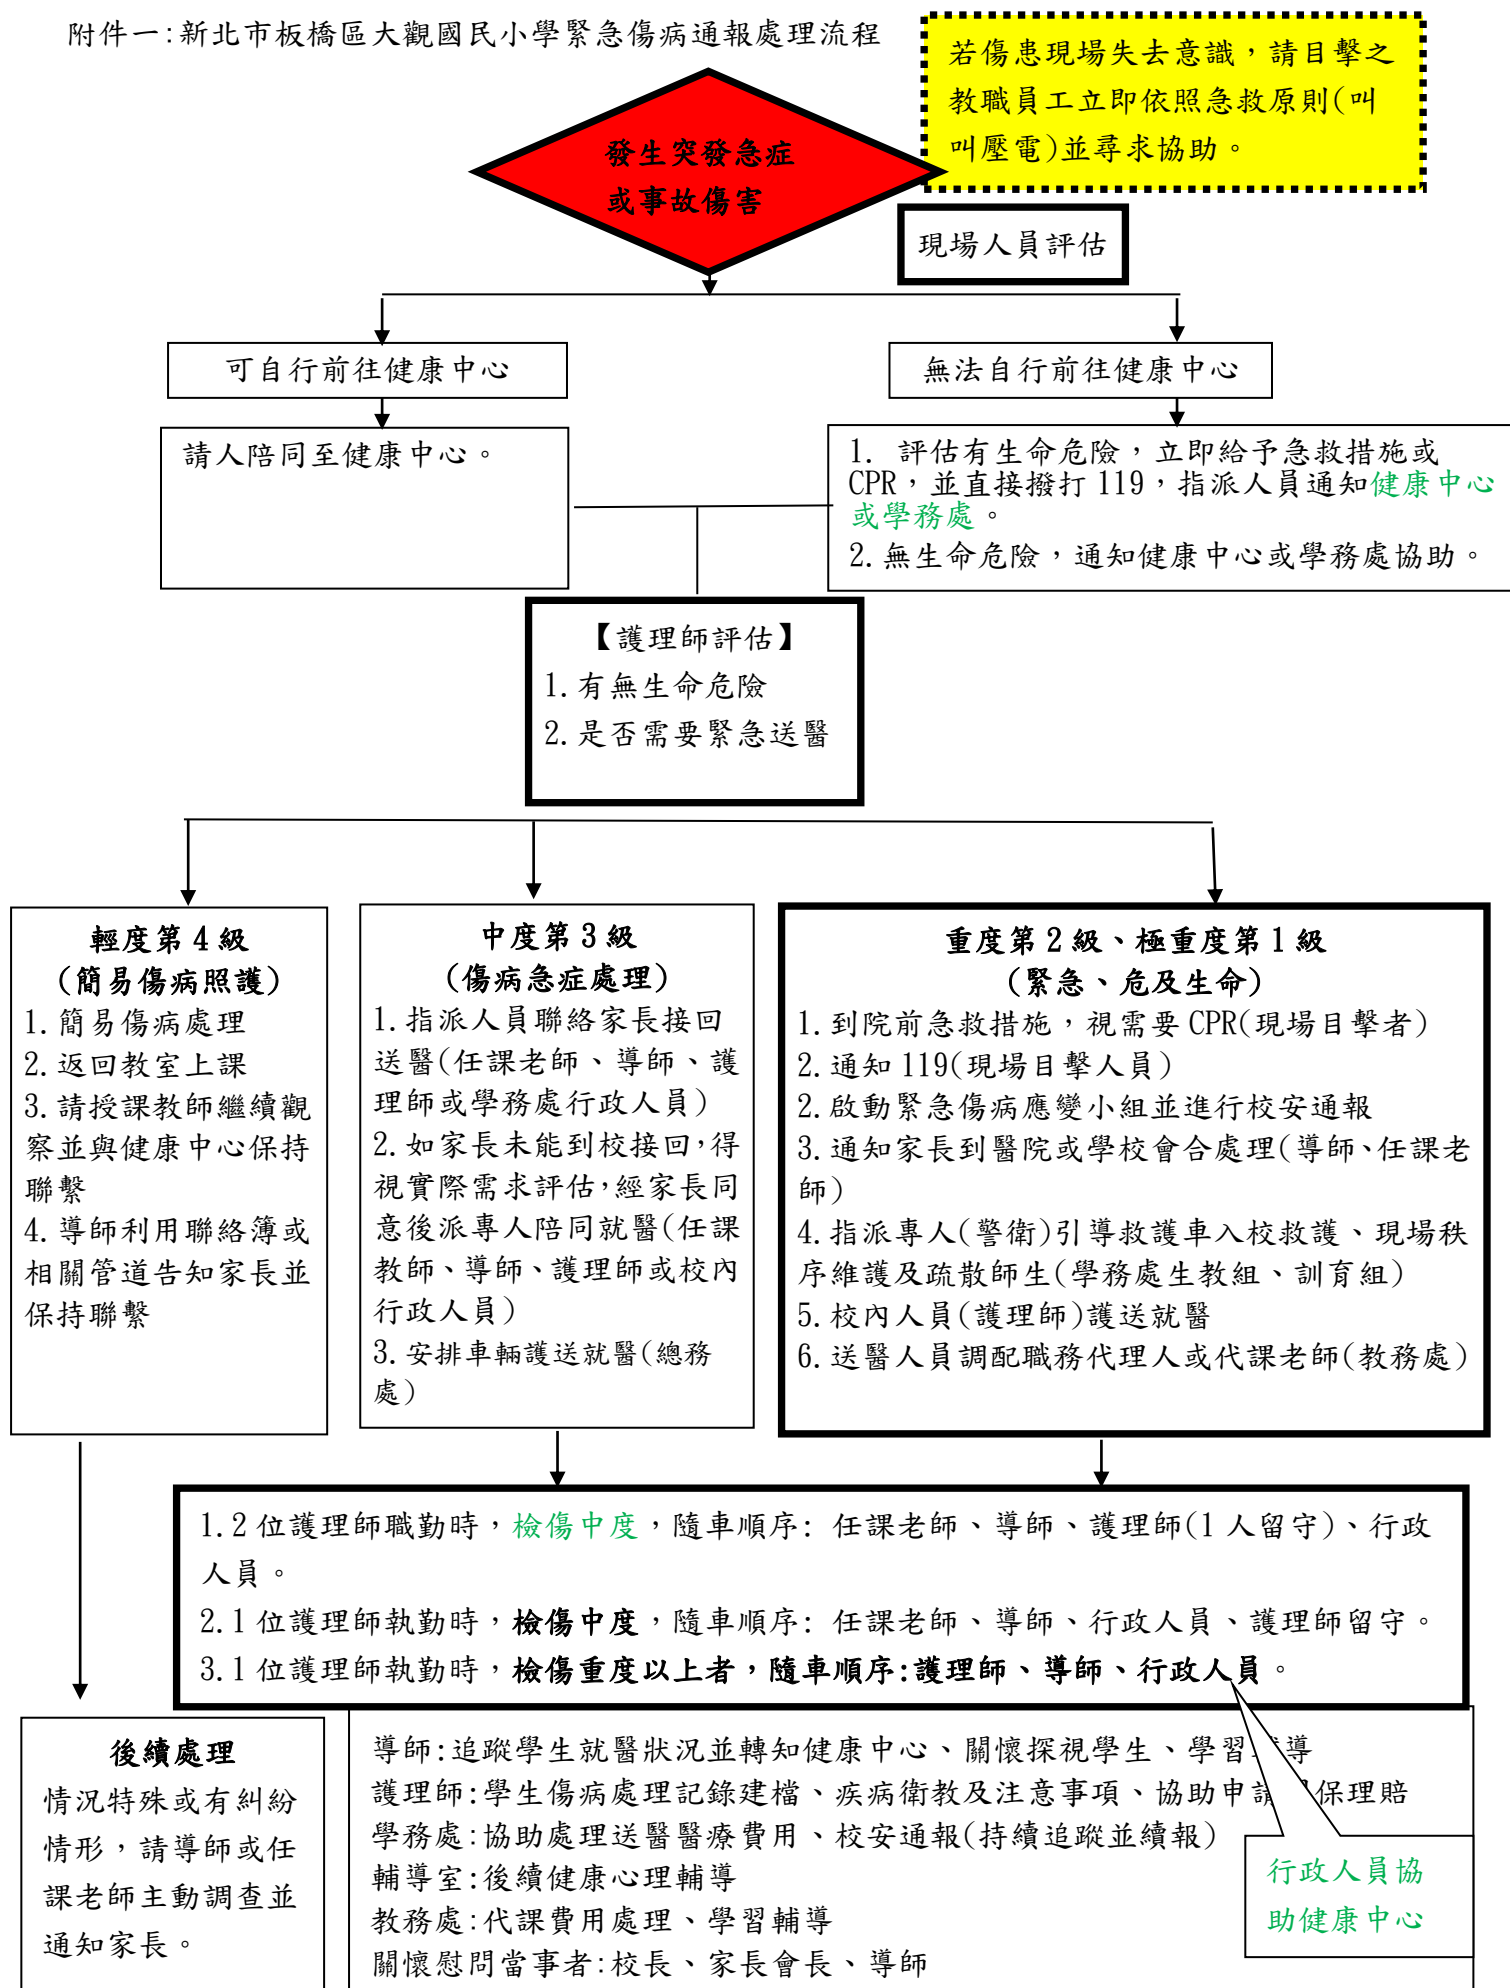 附件一:新北市板橋區大觀國民小學緊急傷病通報處理流程
若傷患現場失去意識，請目擊之
教職員工立即依照急救原則(叫
叫壓電)並尋求協助。
發生突發急症
或事故傷害
現場人員評估
可自行前往健康中心
無法自行前往健康中心
請人陪同至健康中心。
1. 評估有生命危險，立即給予急救措施或
CPR，並直接撥打 119，指派人員通知健康中心
或學務處。
2.無生命危險，通知健康中心或學務處協助。
【護理師評估】
1.有無生命危險
2.是否需要緊急送醫
輕度第 4 級
(簡易傷病照護)
1.簡易傷病處理
2.返回教室上課
3.請授課教師繼續觀
察並與健康中心保持
聯繫
4.導師利用聯絡簿或
相關管道告知家長並
保持聯繫
中度第 3 級
(傷病急症處理)
1.指派人員聯絡家長接回
送醫(任課老師、導師、護
理師或學務處行政人員)
2.如家長未能到校接回,得
視實際需求評估,經家長同
意後派專人陪同就醫(任課
教師、導師、護理師或校內
行政人員)
3.安排車輛護送就醫(總務
處)
重度第 2 級、極重度第 1 級
(緊急、危及生命)
1.到院前急救措施，視需要 CPR(現場目擊者)
2.通知 119(現場目擊人員)
2.啟動緊急傷病應變小組並進行校安通報
3.通知家長到醫院或學校會合處理(導師、任課老
師)
4.指派專人(警衛)引導救護車入校救護、現場秩
序維護及疏散師生(學務處生教組、訓育組)
5.校內人員(護理師)護送就醫
6.送醫人員調配職務代理人或代課老師(教務處)
1.2 位護理師職勤時，檢傷中度，隨車順序: 任課老師、導師、護理師(1 人留守)、行政
人員。
2.1 位護理師執勤時，檢傷中度，隨車順序: 任課老師、導師、行政人員、護理師留守。
3.1 位護理師執勤時，檢傷重度以上者，隨車順序:護理師、導師、行政人員。
後續處理
情況特殊或有糾紛
情形，請導師或任
課老師主動調查並
通知家長。
導師:追蹤學生就醫狀況並轉知健康中心、關懷探視學生、學習 導
護理師:學生傷病處理記錄建檔、疾病衛教及注意事項、協助申 保理賠
學務處:協助處理送醫醫療費用、校安通報(持續追蹤並續報)
輔導室:後續健康心理輔導
教務處:代課費用處理、學習輔導
關懷慰問當事者:校長、家長會長、導師
行政人員協
助健康中心